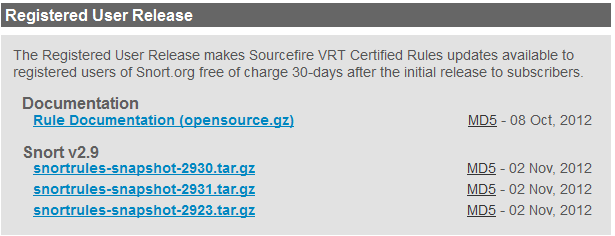 Registered User Release
The Registered User Release makes Sourcefire VRT Certified Rules updates available to
registered users of Snort.org free of charge 30-days after the initial release to subscribers.
Documentation
Rule Documentation (opensource.gz) MD5 - 08 Oct, 2012
Snort v2.9
snortrules-snapshot-2930.tar.gz MD5 - 02 Nov, 2012
snortrules-snapshot-2931.tar.gz MD5 - 02 Nov, 2012
snortrules-snapshot-2923.tar.gz MD5 - 02 Nov, 2012